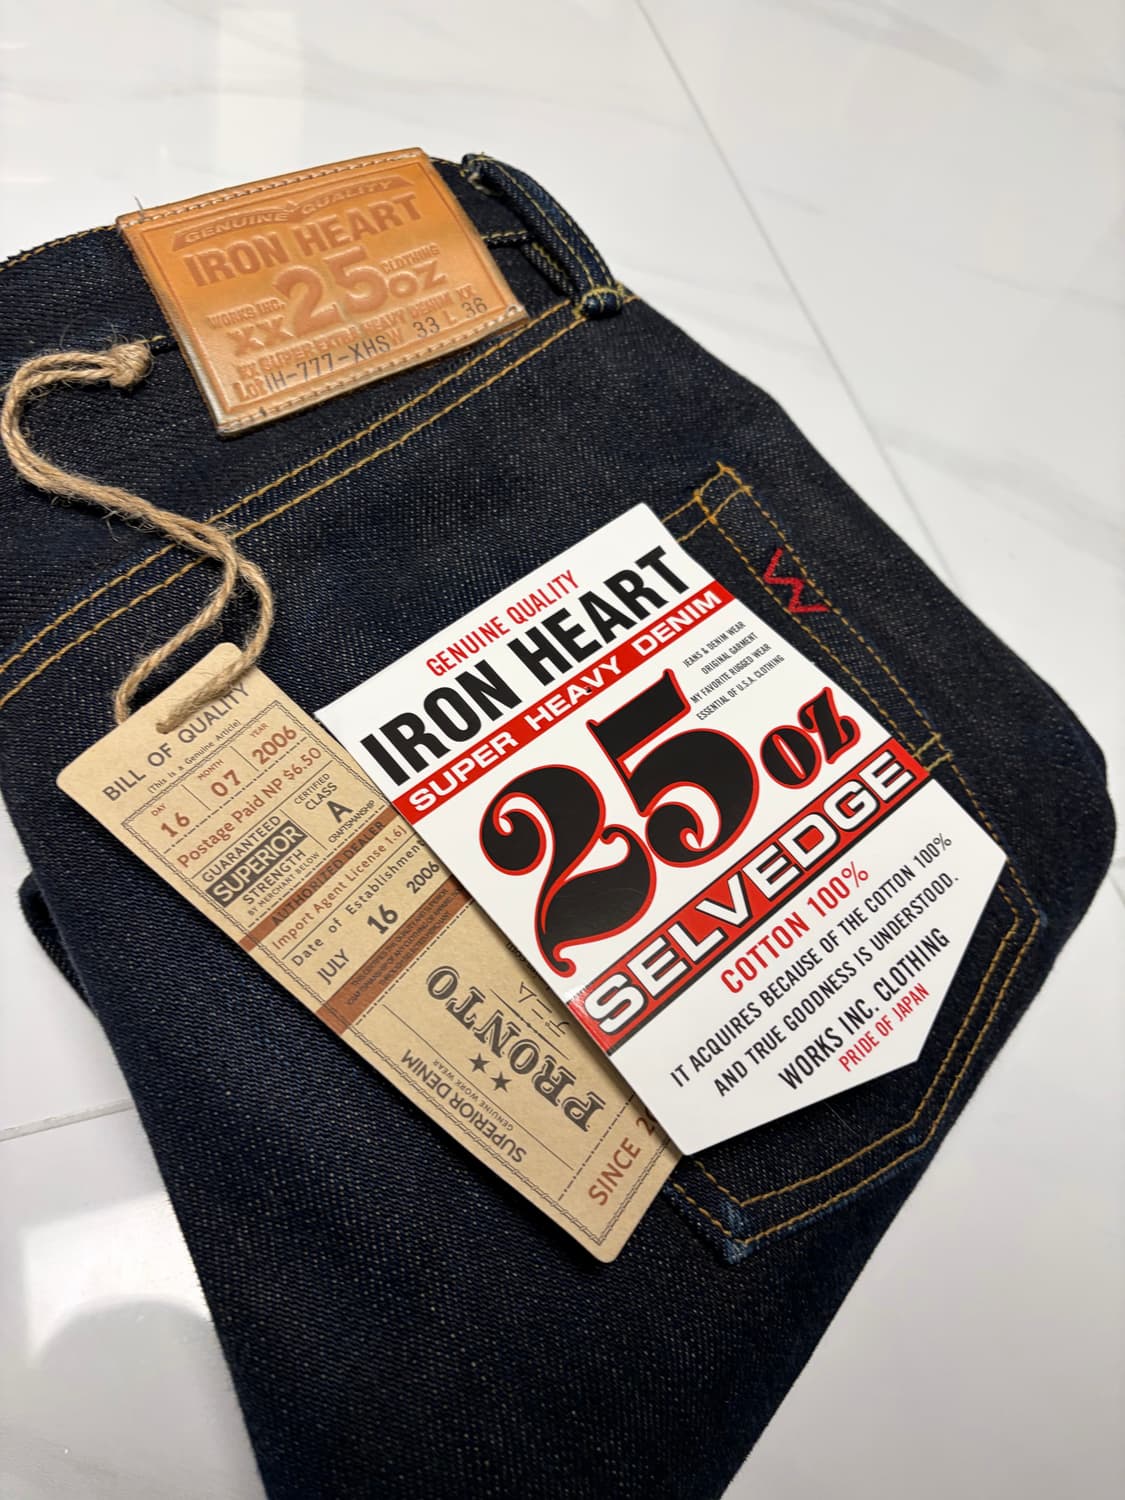 GENUINE QUALITY
IRON HEART
WORKS INC. 25oz CLOTHING
XX SUPER EXTRA HEAVY DENIM XX
Lot IH-777-XHS W 33 L 36
BILL OF QUALITY
(This is a Genuine Article)
DAY MONTH YEAR
16 07 2006
Postage Paid NP $6.50
GUARANTEED
SUPERIOR
STRENGTH
BY MERCHANT BELOW
CERTIFIED
CLASS
A
CRAFTSMANSHIP
AUTHORIZED DEALER
Import Agent License [.6]
Date of Establishment
JULY 16 2006
PRONTO
SUPERIOR DENIM
GENUINE WORK WEAR
SINCE
GENUINE QUALITY
IRON HEART
SUPER HEAVY DENIM
JEANS & DENIM WEAR
ORIGINAL GARMENT
MY FAVORITE RUGGED WEAR
ESSENTIAL OF U.S.A. CLOTHING
25oz
SELVEDGE
COTTON 100%
IT ACQUIRES BECAUSE OF THE COTTON 100%
AND TRUE GOODNESS IS UNDERSTOOD.
WORKS INC. CLOTHING
PRIDE OF JAPAN